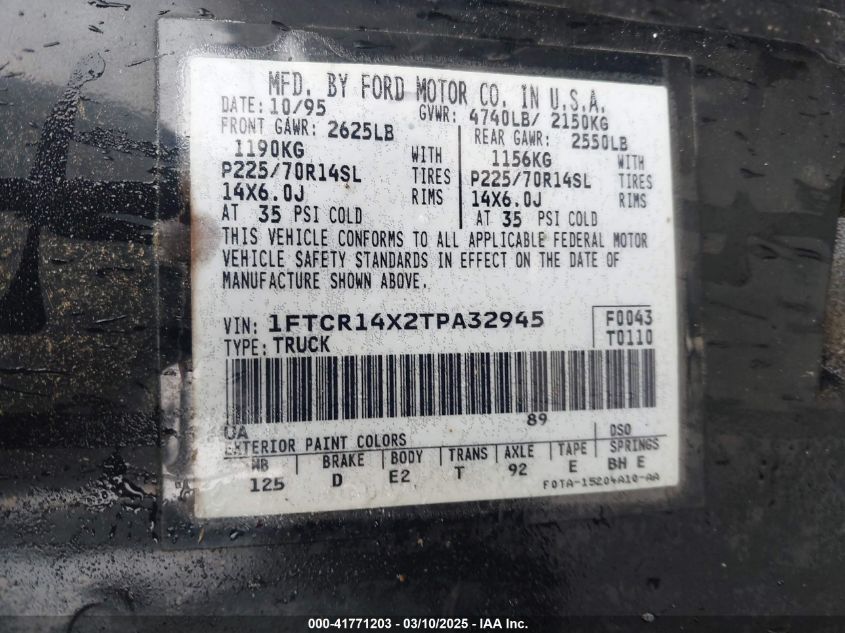 MFD. BY FORD MOTOR CO. IN U.S.A.
DATE: 10/95 GVWR: 4740LB/ 2150KG
FRONT GAWR: 2625LB REAR GAWR: 2550LB
1190KG WITH 1156KG WITH
P225/70R14SL TIRES P225/70R14SL TIRES
14X6.0J RIMS 14X6.0J RIMS
AT 35 PSI COLD AT 35 PSI COLD
THIS VEHICLE CONFORMS TO ALL APPLICABLE FEDERAL MOTOR
VEHICLE SAFETY STANDARDS IN EFFECT ON THE DATE OF
MANUFACTURE SHOWN ABOVE.
VIN: 1FTCR14X2TPA32945 F0043
TYPE: TRUCK T0110
UA 89
EXTERIOR PAINT COLORS DSO
WB BRAKE BODY TRANS AXLE TAPE SPRINGS
125 D E2 T 92 E BH E
F0TA-15204A10-AA
000-41771203 - 03/10/2025 - IAA Inc.